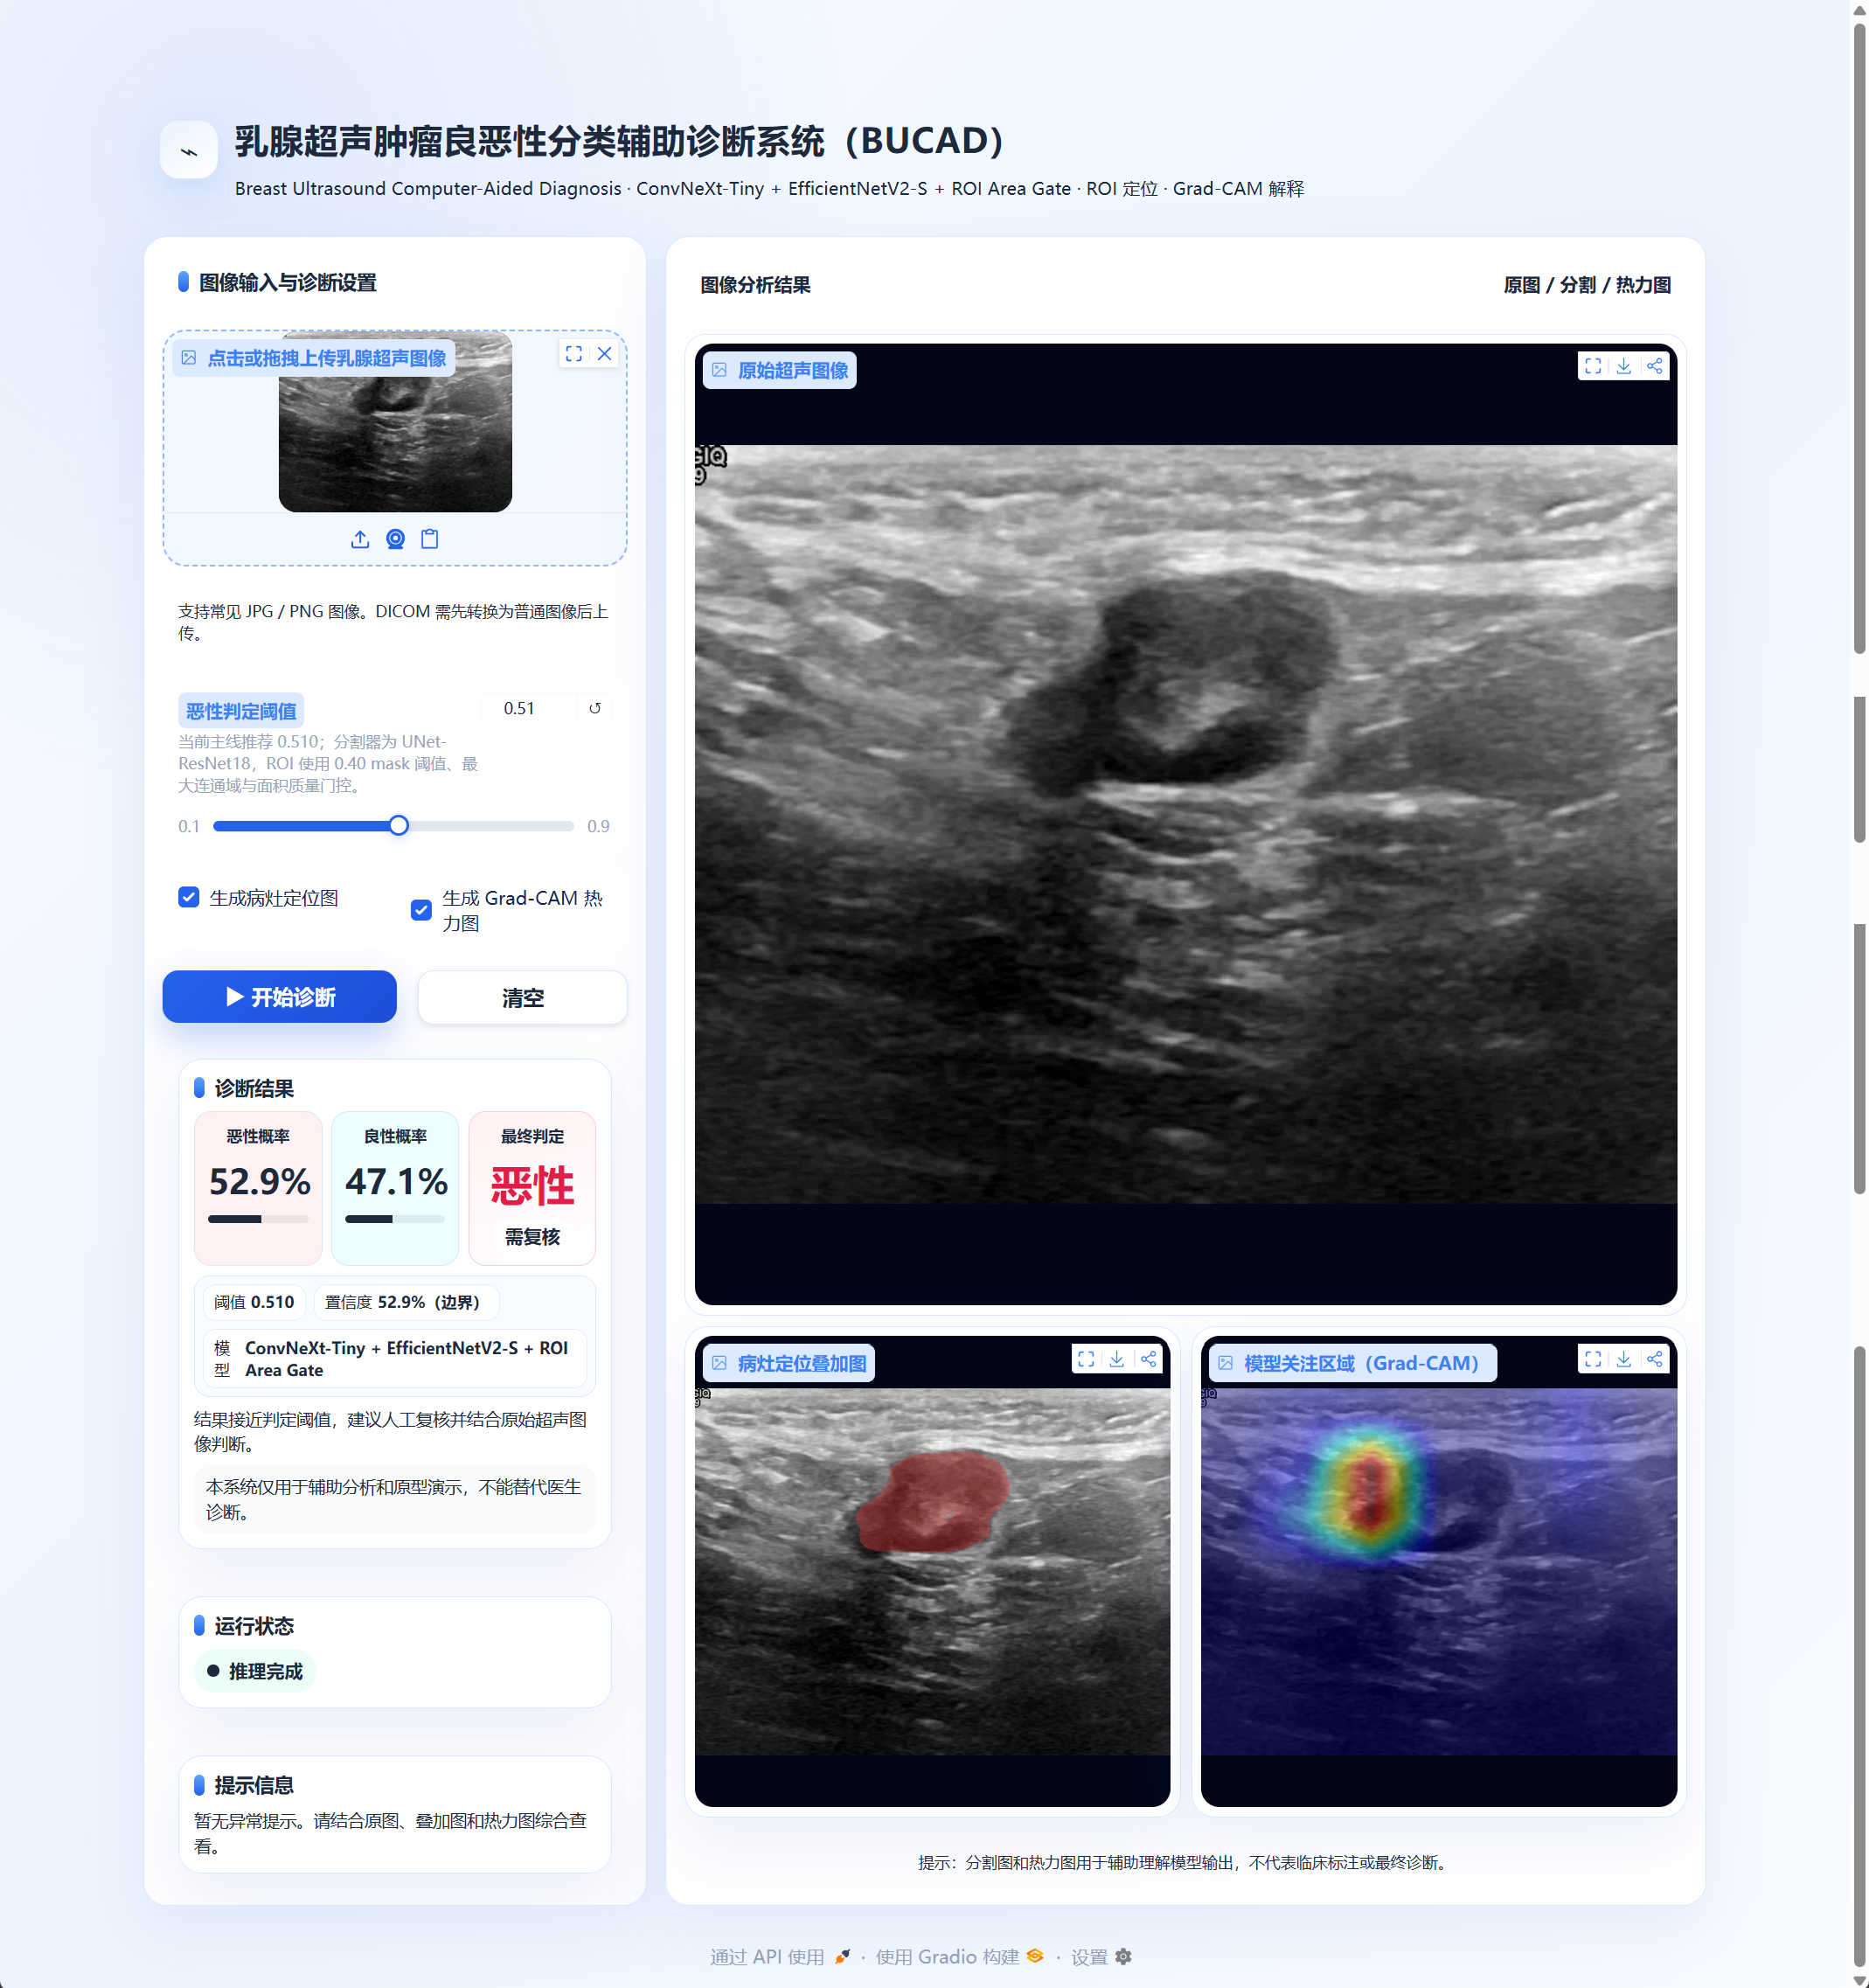 乳腺超声肿瘤良恶性分类辅助诊断系统（BUCAD）
Breast Ultrasound Computer-Aided Diagnosis · ConvNeXt-Tiny + EfficientNetV2-S + ROI Area Gate · ROI 定位 · Grad-CAM 解释
图像输入与诊断设置
点击或拖拽上传乳腺超声图像
支持常见 JPG / PNG 图像。DICOM 需先转换为普通图像后上
传。
恶性判定阈值
0.51
当前主线推荐 0.510；分割器为 UNet-
ResNet18，ROI 使用 0.40 mask 阈值、最
大连通域与面积质量门控。
0.1
0.9
生成病灶定位图
生成 Grad-CAM 热
力图
▶ 开始诊断
清空
诊断结果
恶性概率
52.9%
良性概率
47.1%
最终判定
恶性
需复核
阈值 0.510
置信度 52.9%（边界）
模
型
ConvNeXt-Tiny + EfficientNetV2-S + ROI
Area Gate
结果接近判定阈值，建议人工复核并结合原始超声图
像判断。
本系统仅用于辅助分析和原型演示，不能替代医生
诊断。
运行状态
推理完成
提示信息
暂无异常提示。请结合原图、叠加图和热力图综合查
看。
图像分析结果
原图 / 分割 / 热力图
原始超声图像
GIQ
9
病灶定位叠加图
模型关注区域（Grad-CAM）
提示：分割图和热力图用于辅助理解模型输出，不代表临床标注或最终诊断。
通过 API 使用 · 使用 Gradio 构建 · 设置